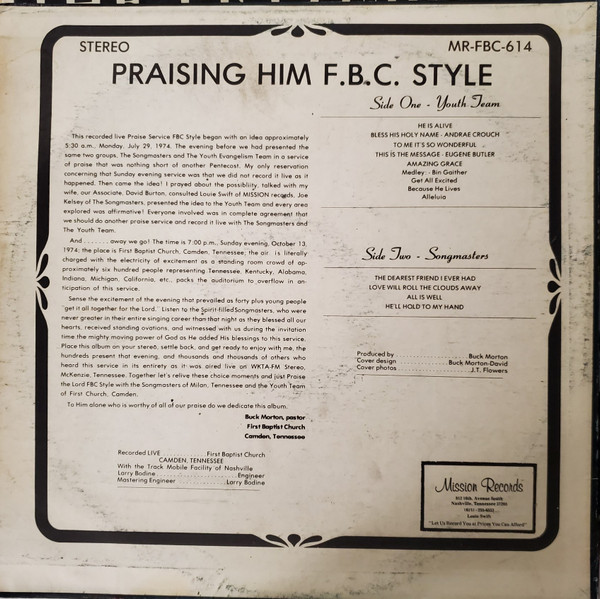 STEREO
MR-FBC-614
PRAISING HIM F.B.C. STYLE
This recorded live Praise Service FBC Style began with an idea approximately
5:30 a.m., Monday, July 29, 1974. The evening before we had presented the
same two groups, The Songmasters and The Youth Evangelism Team in a service
of praise that was nothing short of another Pentecost. My only reservation
concerning that Sunday evening service was that we did not record it live as it
happened. Then came the idea! I prayed about the possibliity, talked with my
wife, our Associate, David Burton, consulted Louie Swift of MISSION records, Joe
Kelsey of The Songmasters, presented the idea to the Youth Team and every area
explored was affirmative! Everyone involved was in complete agreement that
we should do another praise service and record it live with The Songmasters and
The Youth Team.
And ....... away we go! The time is 7:00 p.m., Sunday evening, October 13,
1974; the place is First Baptist Church, Camden, Tennessee; the air is literally
charged with the electricity of excitement as a standing room crowd of ap-
proximately six hundred people representing Tennessee, Kentucky, Alabama,
Indiana, Michigan, California, etc., packs the auditorium to overflow in an-
ticipation of this service.
Sense the excitement of the evening that prevailed as forty plus young people
"get it all together for the Lord." Listen to the Spirit-filled Songmasters, who were
never greater in their entire singing career than that night as they blessed all our
hearts, received standing ovations, and witnessed with us during the invitation
time the mighty moving power of God as He added His blessings to this service.
Place this album on your stereo, settle back, and get ready to enjoy with me, the
hundreds present that evening, and thousands and thousands of others who
heard this service in its entirety as it was aired live on WKTA-FM Stereo,
McKenzie, Tennessee. Together let's relive these choice moments and just Praise
the Lord FBC Style with the Songmasters of Milan, Tennessee and the Youth Team
of First Church, Camden.
To Him alone who is worthy of all of our praise do we dedicate this album.
Buck Morton, pastor
First Baptist Church
Camden, Tennessee
Recorded LIVE .............. First Baptist Church
CAMDEN, TENNESSEE
With the Track Mobile Facility of Nashville
Larry Bodine ........................ Engineer
Mastering Engineer ............... Larry Bodine
Side One - Youth Team
HE IS ALIVE
BLESS HIS HOLY NAME - ANDRAE CROUCH
TO ME IT'S SO WONDERFUL
THIS IS THE MESSAGE - EUGENE BUTLER
AMAZING GRACE
Medley - Bin Gaither
Get All Excited
Because He Lives
Alleluia
Side Two - Songmasters
THE DEAREST FRIEND I EVER HAD
LOVE WILL ROLL THE CLOUDS AWAY
ALL IS WELL
HE'LL HOLD TO MY HAND
Produced by .................. Buck Morton
Cover design ............ Buck Morton-David
Cover photos .................. J.T. Flowers
Mission Records
Avenue South
Nashville, Tennessee
Louie Swift
"Let Us Record You at Prices You Can Afford"